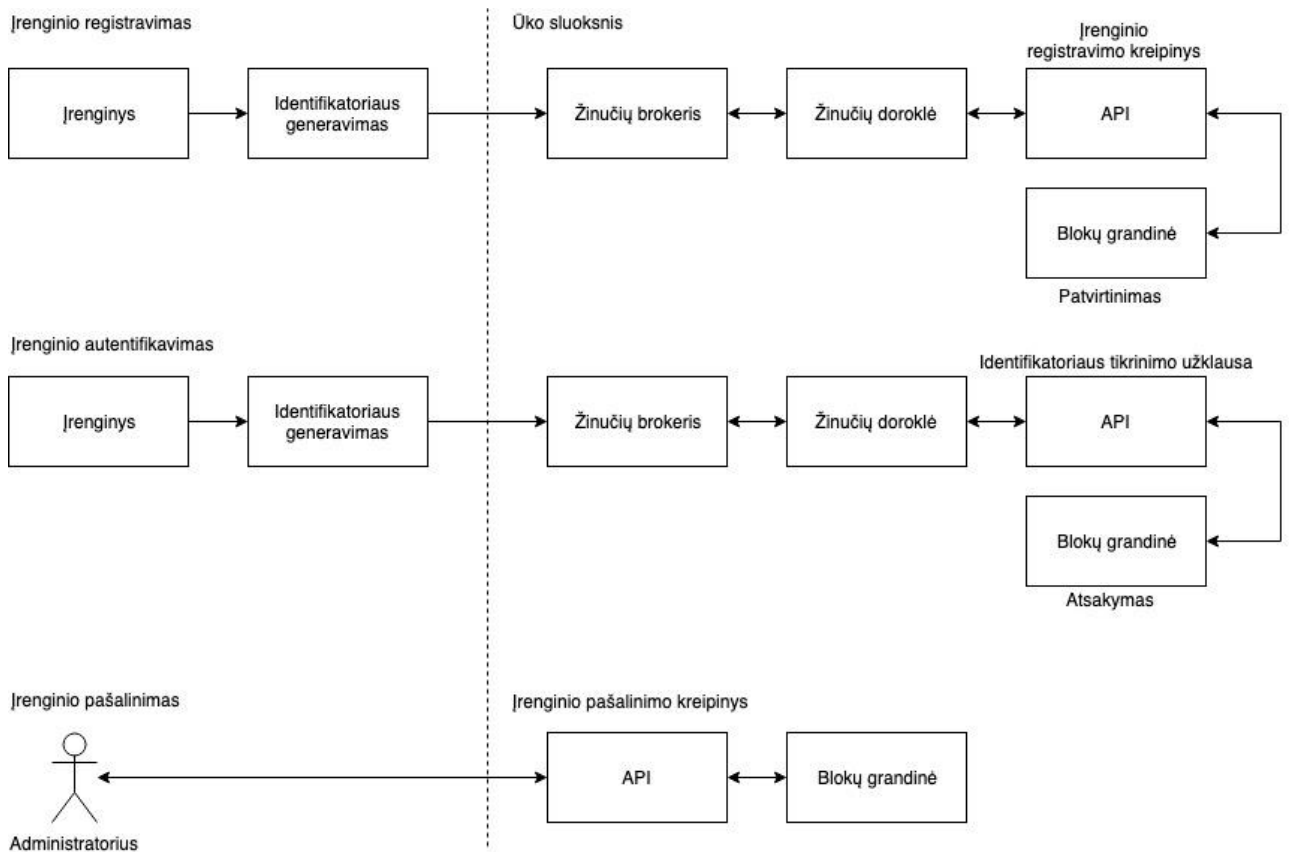 Įrenginio registravimas
Ūko sluoksnis
Įrenginio
registravimo kreipinys
Įrenginys
Identifikatoriaus
generavimas
Žinučių brokeris
Žinučių doroklė
API
Blokų grandinė
Patvirtinimas
Įrenginio autentifikavimas
Identifikatoriaus tikrinimo užklausa
Įrenginys
Identifikatoriaus
generavimas
Žinučių brokeris
Žinučių doroklė
API
Blokų grandinė
Atsakymas
Įrenginio pašalinimas
Įrenginio pašalinimo kreipinys
API
Blokų grandinė
Administratorius